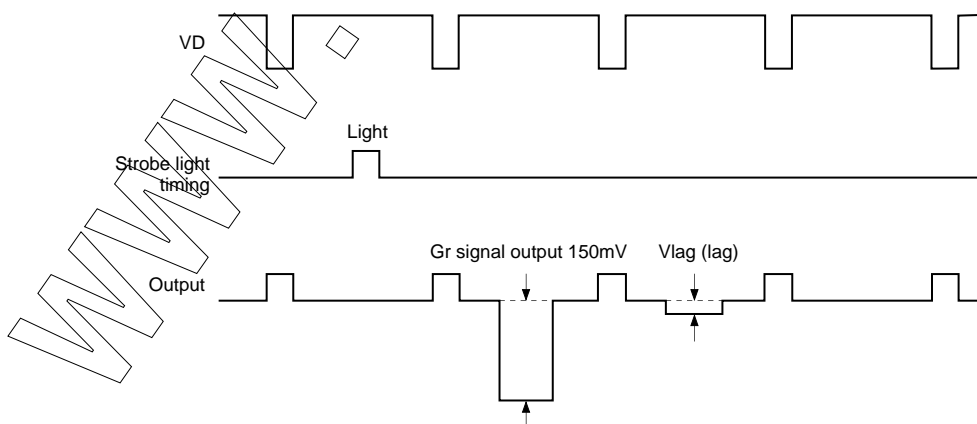 VD
Light
Strobe light
timing
Gr signal output 150mV
Vlag (lag)
Output
WWW.